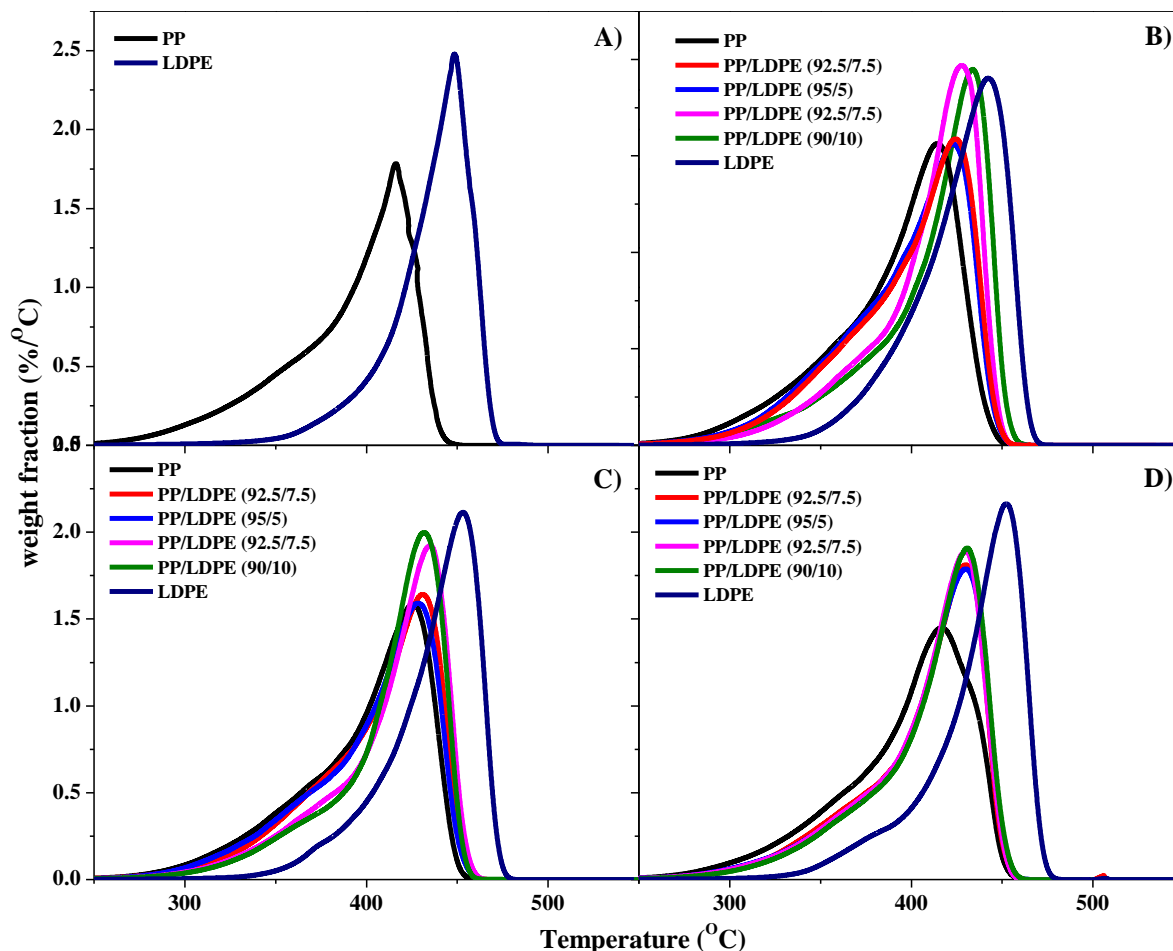 A)
PP
LDPE
2.5
2.0
1.5
1.0
0.5
B)
PP
PP/LDPE (92.5/7.5)
PP/LDPE (95/5)
PP/LDPE (92.5/7.5)
PP/LDPE (90/10)
LDPE
weight fraction (%/°C)
C)
PP
PP/LDPE (92.5/7.5)
PP/LDPE (95/5)
PP/LDPE (92.5/7.5)
PP/LDPE (90/10)
LDPE
2.0
1.5
1.0
0.5
0.0
300
400
500
D)
PP
PP/LDPE (92.5/7.5)
PP/LDPE (95/5)
PP/LDPE (92.5/7.5)
PP/LDPE (90/10)
LDPE
300
400
500
Temperature (°C)